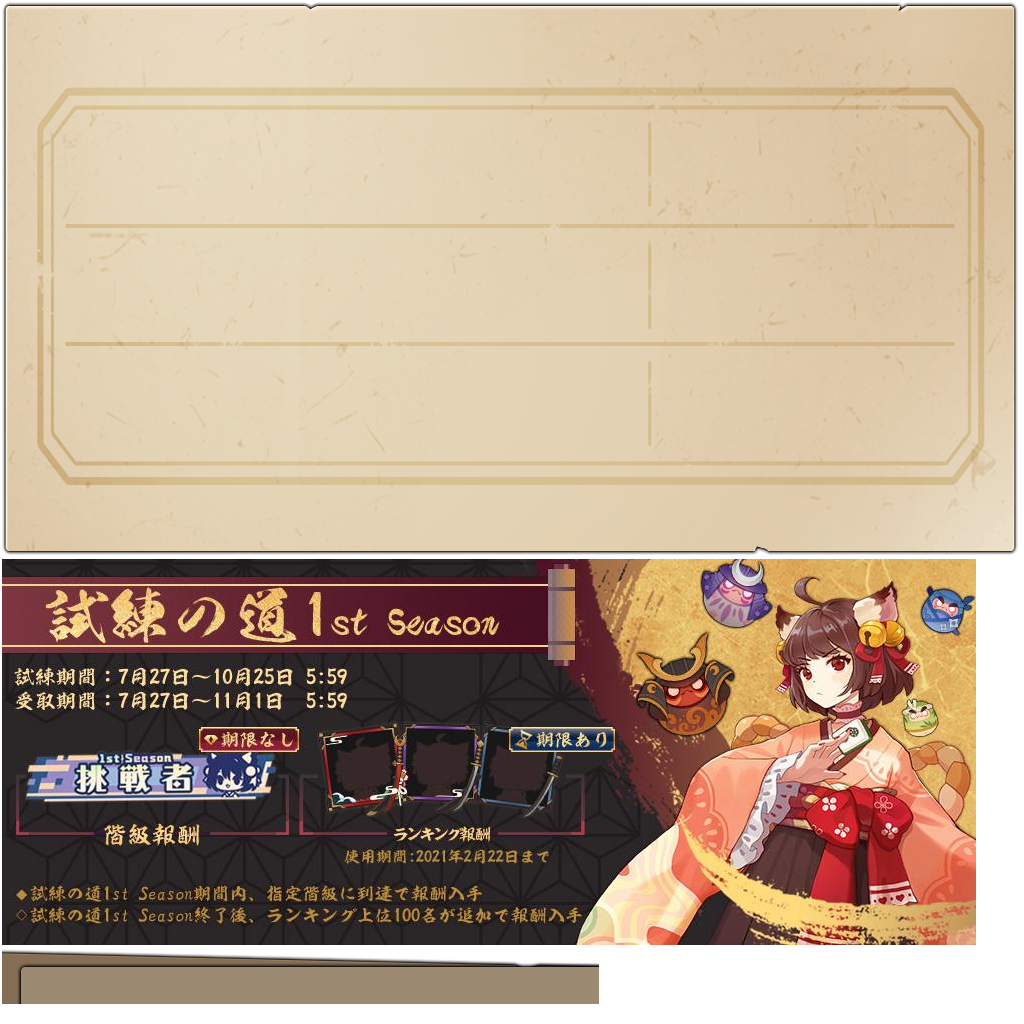 試練の道1st Season
試練期間：7月27日～10月25日 5:59
受取期間：7月27日～11月1日 5:59
期限なし
期限あり
1st Season
挑戦者
階級報酬
ランキング報酬
使用期間:2021年2月22日まで
◆試練の道1st Season期間内、指定階級に到達で報酬入手
◇試練の道1st Season終了後、ランキング上位100名が追加で報酬入手